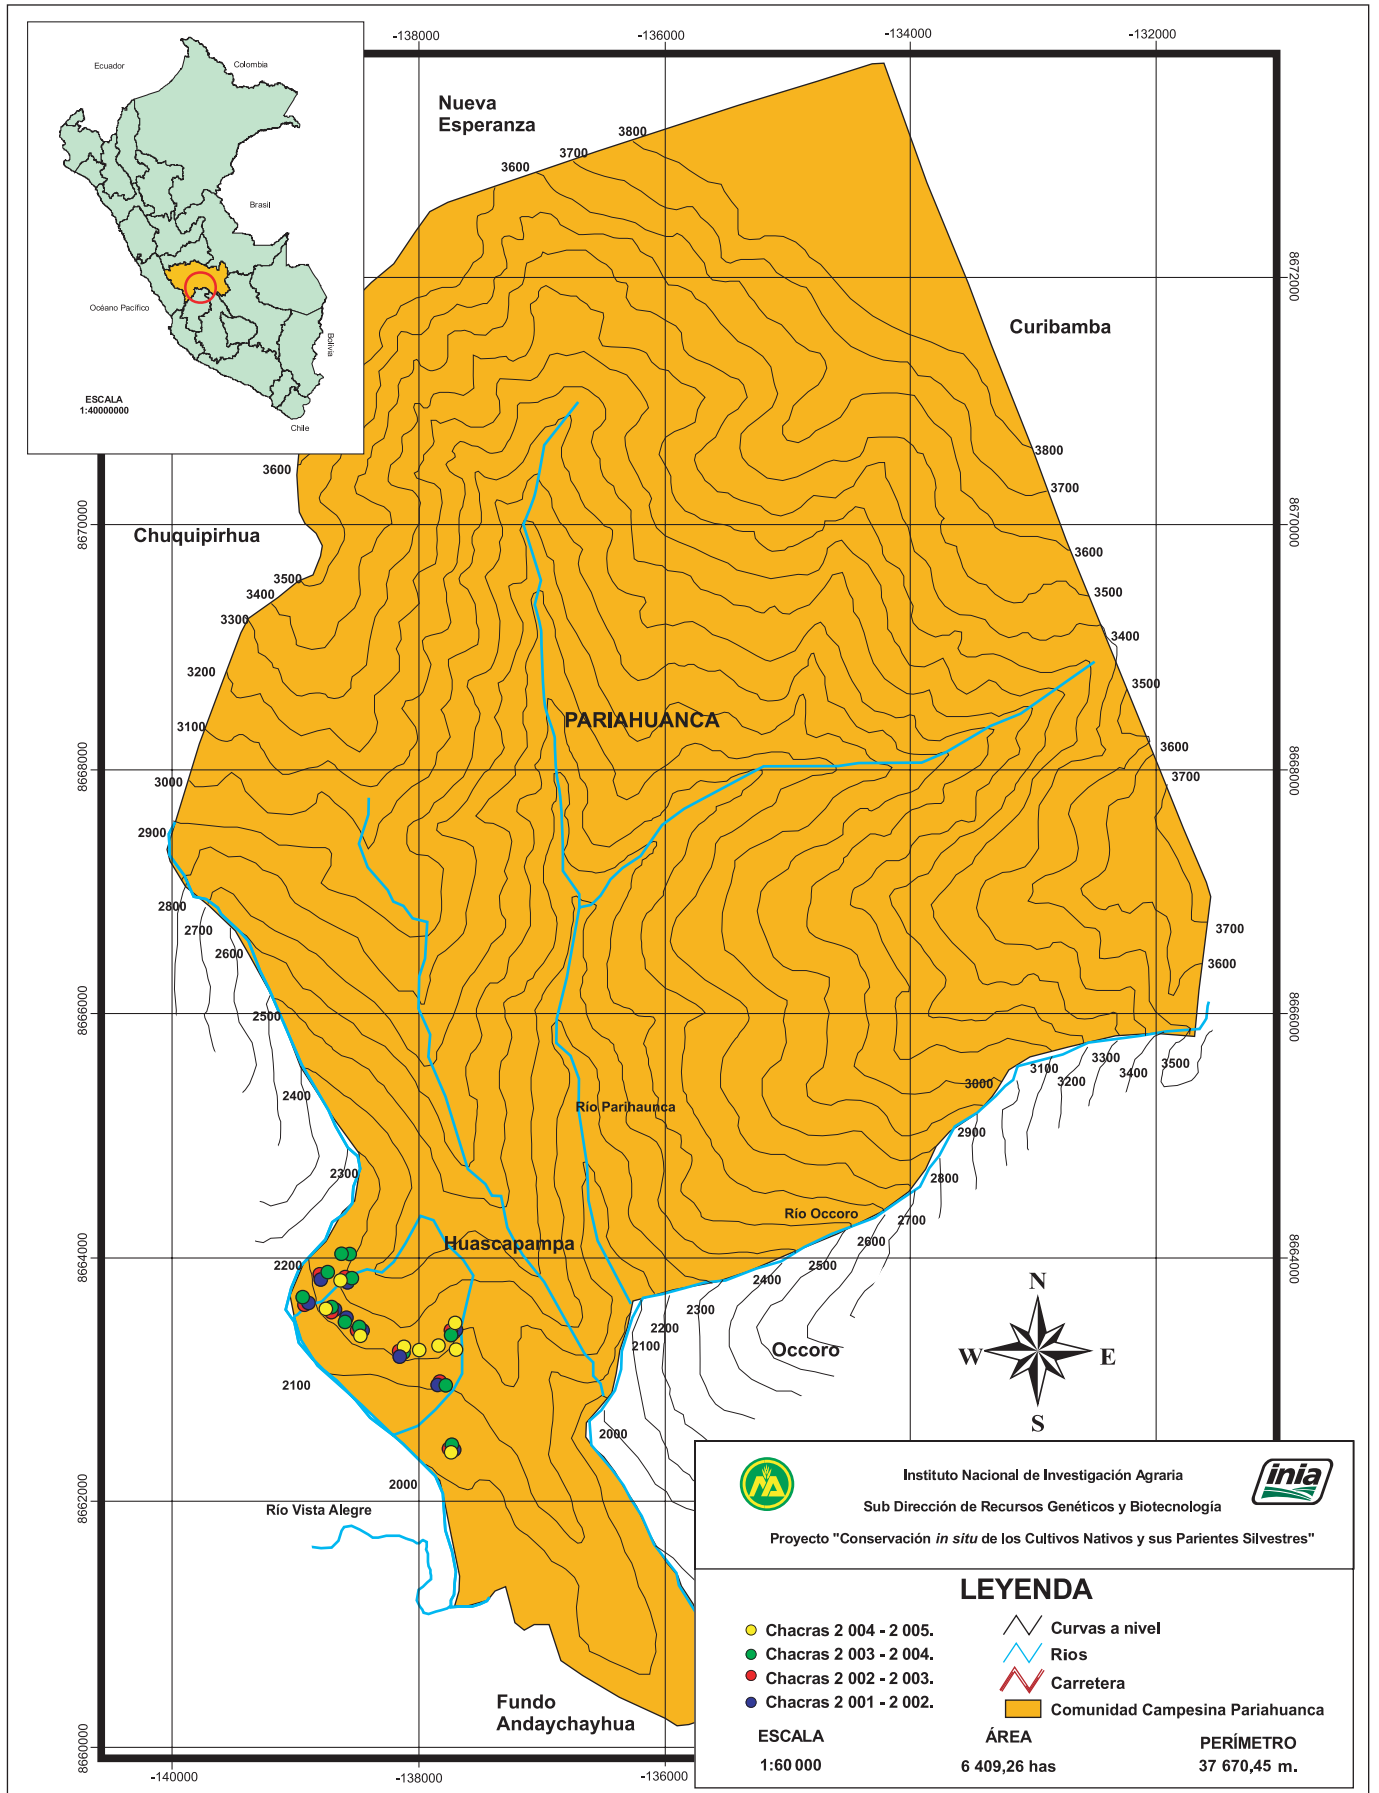 -138000
-136000
-134000
-132000
Ecuador
Colombia
Brasil
Océano Pacífico
Bolivia
Chile
ESCALA
1:40000000
Nueva
Esperanza
3800
3700
3600
8672000
Curibamba
3600
3800
3700
8670000
Chuquipirhua
8670000
3600
3500
3400
3300
3500
3400
3200
3500
3100
PARIAHUANCA
3600
8668000
3000
3700
8668000
2900
2800
2700
2600
3700
3600
8666000
2500
8666000
3300
3100
3400
3500
3000
3200
2400
Río Parihaunca
2900
2300
2800
Río Occoro
2700
2600
2500
2400
8664000
2200
Huascapampa
8664000
N
2300
2200
2100
Occoro
W
E
2100
S
2000
2000
8662000
Río Vista Alegre
Instituto Nacional de Investigación Agraria
inia
Sub Dirección de Recursos Genéticos y Biotecnología
Proyecto "Conservación in situ de los Cultivos Nativos y sus Parientes Silvestres"
LEYENDA
Chacras 2 004 - 2 005.
Chacras 2 003 - 2 004.
Chacras 2 002 - 2 003.
Chacras 2 001 - 2 002.
Curvas a nivel
Rios
Carretera
Comunidad Campesina Pariahuanca
Fundo
Andaychayhua
ESCALA
1:60 000
ÁREA
6 409,26 has
PERÍMETRO
37 670,45 m.
8660000
-140000
-138000
-136000